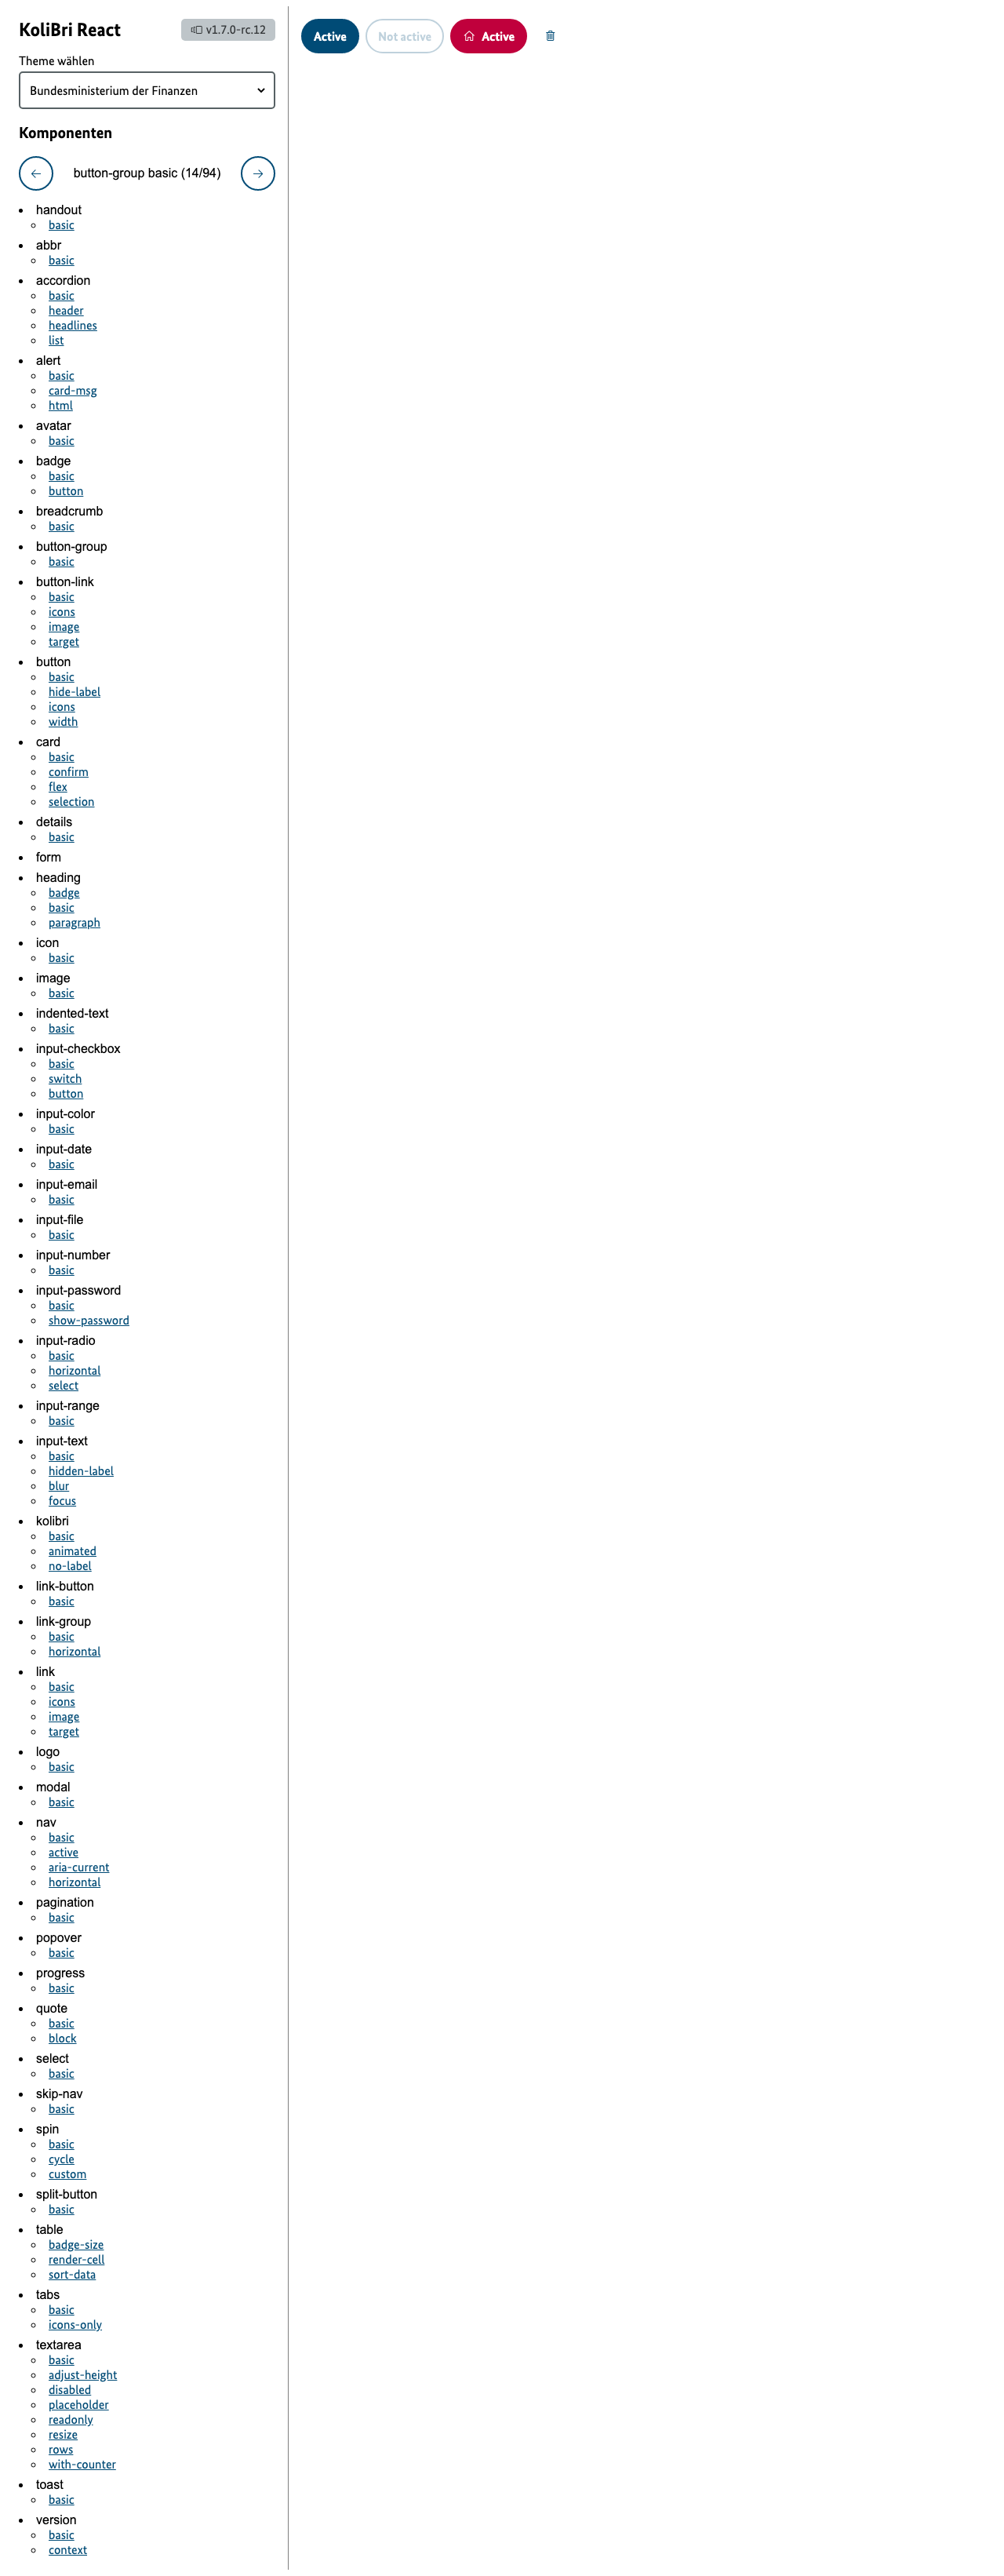 KoliBri React
v1.7.0-rc.12
Theme wählen
Bundesministerium der Finanzen
Komponenten
button-group basic (14/94)
handout
basic
abbr
basic
accordion
basic
header
headlines
list
alert
basic
card-msg
html
avatar
basic
badge
basic
button
breadcrumb
basic
button-group
basic
button-link
basic
icons
image
target
button
basic
hide-label
icons
width
card
basic
confirm
flex
selection
details
basic
form
heading
badge
basic
paragraph
icon
basic
image
basic
indented-text
basic
input-checkbox
basic
switch
button
input-color
basic
input-date
basic
input-email
basic
input-file
basic
input-number
basic
input-password
basic
show-password
input-radio
basic
horizontal
select
input-range
basic
input-text
basic
hidden-label
blur
focus
kolibri
basic
animated
no-label
link-button
basic
link-group
basic
horizontal
link
basic
icons
image
target
logo
basic
modal
basic
nav
basic
active
aria-current
horizontal
pagination
basic
popover
basic
progress
basic
quote
basic
block
select
basic
skip-nav
basic
spin
basic
cycle
custom
split-button
basic
table
badge-size
render-cell
sort-data
tabs
basic
icons-only
textarea
basic
adjust-height
disabled
placeholder
readonly
resize
rows
with-counter
toast
basic
version
basic
context
Active Not active Active